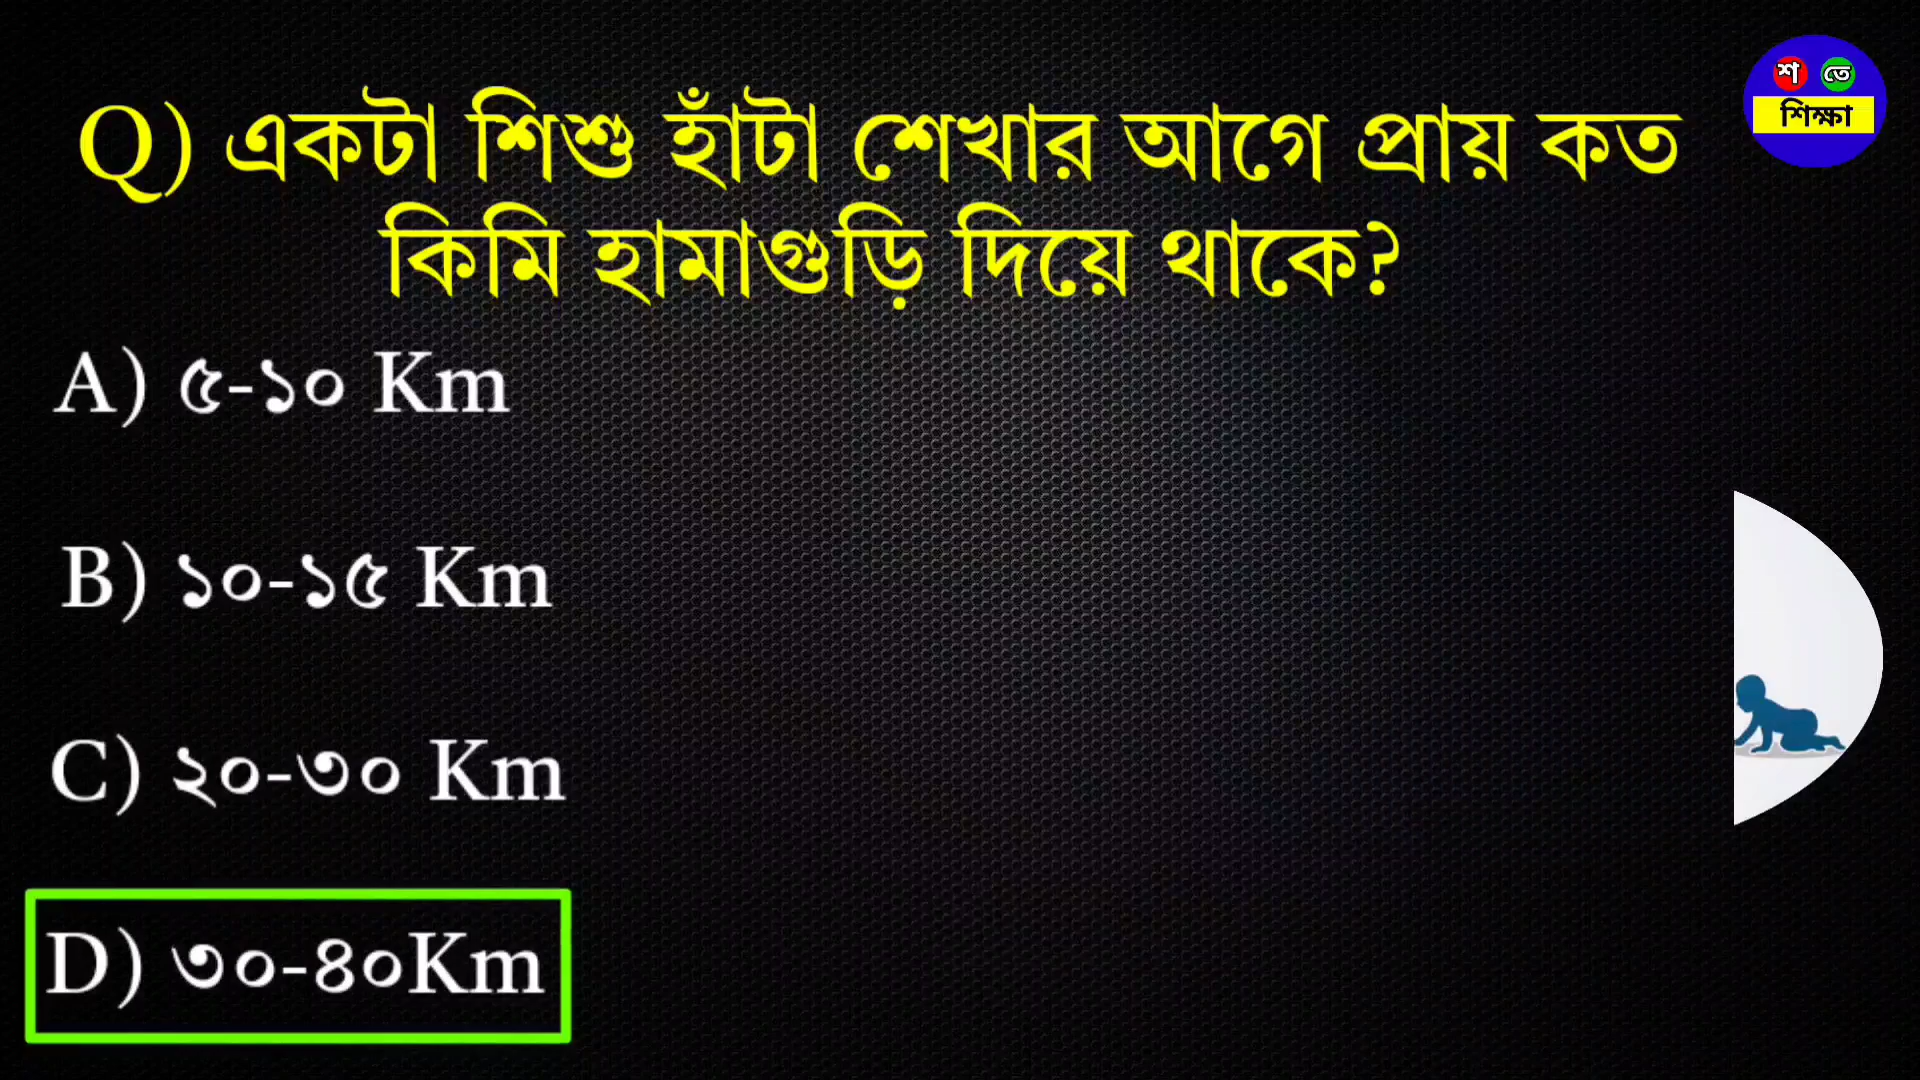 শ তে
শিক্ষা
Q) একটা শিশু হাঁটা শেখার আগে প্রায় কত
কিমি হামাগুড়ি দিয়ে থাকে?
A) ৫-১০ Km
B) ১০-১৫ Km
C) ২০-৩০ Km
D) ৩০-৪০Km